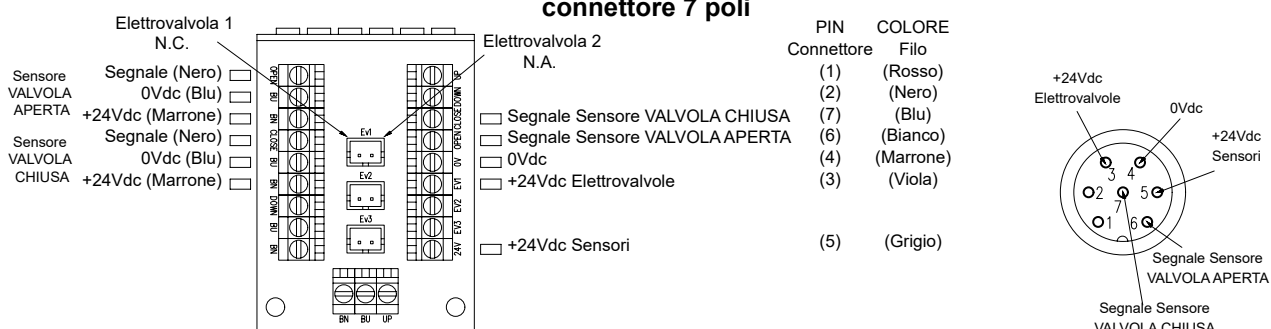 connettore 7 poli
Elettrovalvola 1
N.C.
Elettrovalvola 2
N.A.
PIN
Connettore
COLORE
Filo
Sensore
VALVOLA
APERTA
Segnale (Nero)
0Vdc (Blu)
+24Vdc (Marrone)
Sensore
VALVOLA
CHIUSA
Segnale (Nero)
0Vdc (Blu)
+24Vdc (Marrone)
OPEN
BU
BN
CLOSE
BU
BN
DOWN
BU
BN
Ev1
Ev2
Ev3
UP
DOWN
CLOSE
OPEN
0V
EV1
EV2
EV3
24V
BN BU UP
(1) (Rosso)
(2) (Nero)
Segnale Sensore VALVOLA CHIUSA (7) (Blu)
Segnale Sensore VALVOLA APERTA (6) (Bianco)
0Vdc (4) (Marrone)
+24Vdc Elettrovalvole (3) (Viola)
+24Vdc Sensori (5) (Grigio)
+24Vdc
Elettrovalvole
0Vdc
+24Vdc
Sensori
3 4
2 5
7
1 6
Segnale Sensore
VALVOLA APERTA
Segnale Sensore
VALVOLA CHIUSA